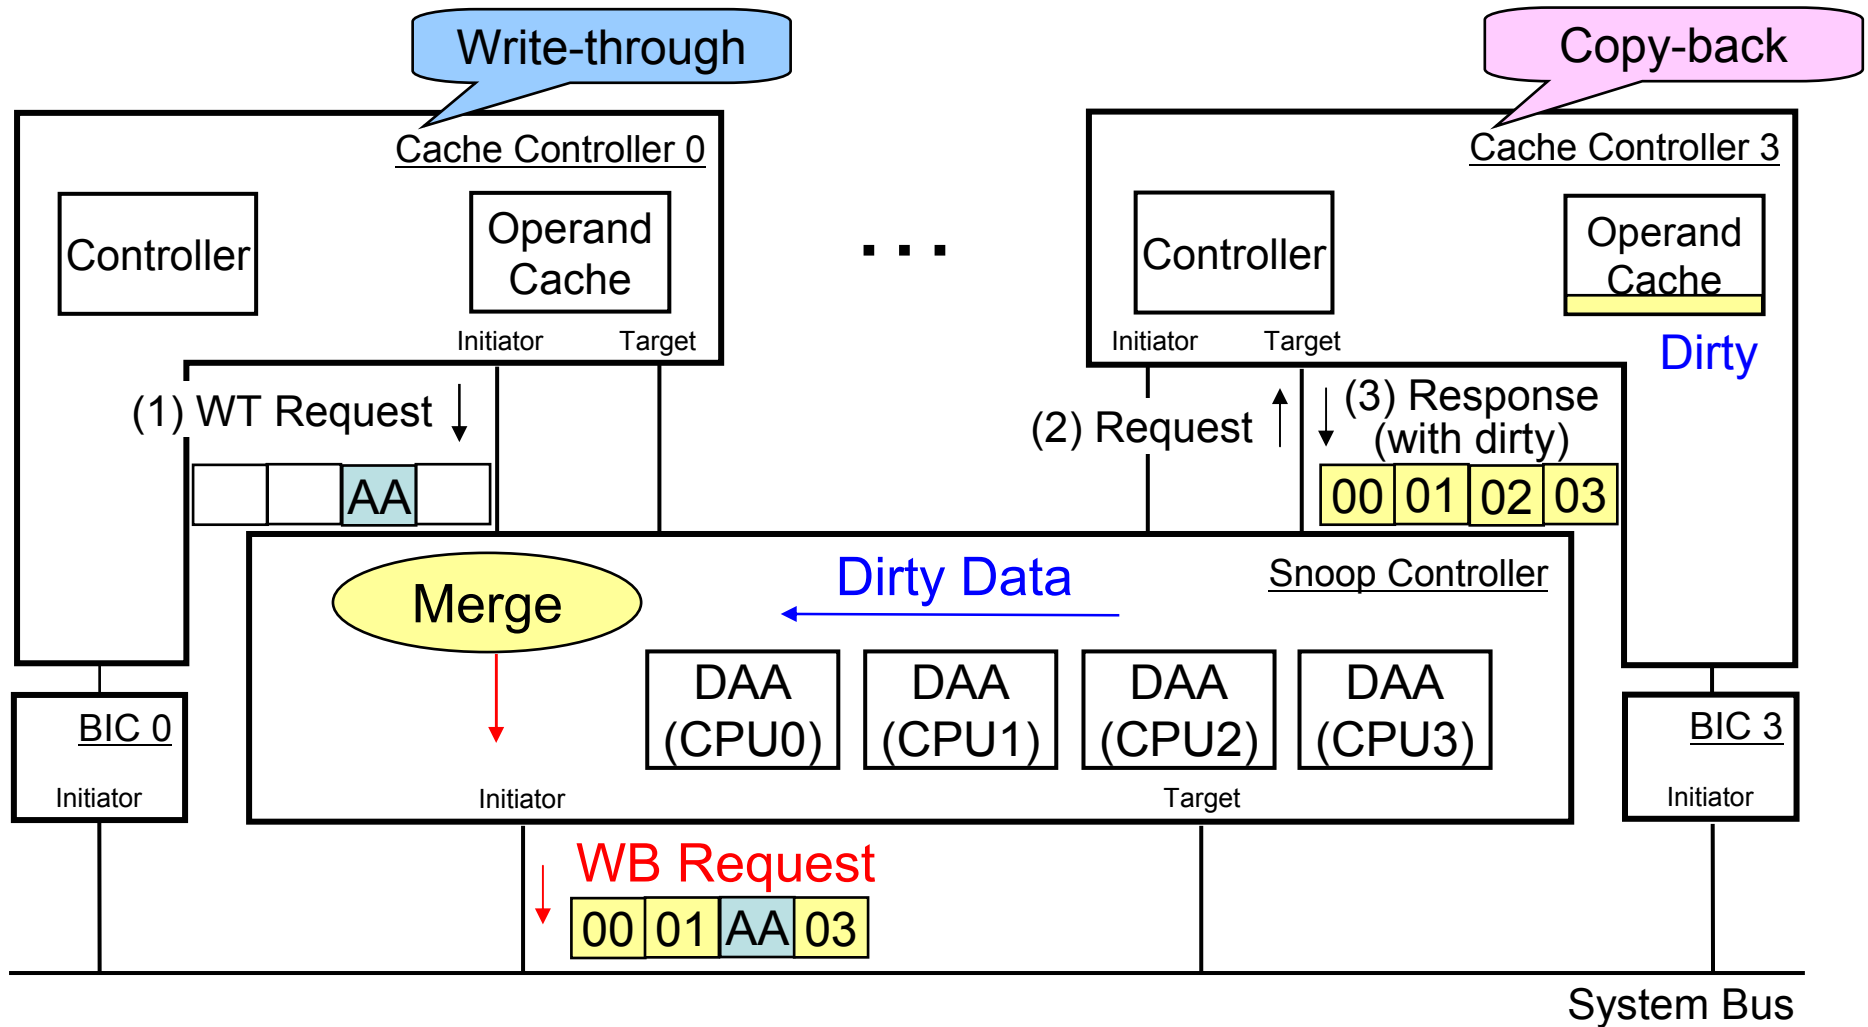 Write-through
Copy-back
Cache Controller 0
Controller
Operand
Cache
Initiator
Target
. . .
Cache Controller 3
Controller
Operand
Cache
Dirty
Initiator
Target
(1) WT Request
AA
(2) Request
(3) Response
(with dirty)
00 01 02 03
Merge
Dirty Data
Snoop Controller
DAA
(CPU0)
DAA
(CPU1)
DAA
(CPU2)
DAA
(CPU3)
Initiator
Target
BIC 0
Initiator
BIC 3
Initiator
WB Request
00 01 AA 03
System Bus